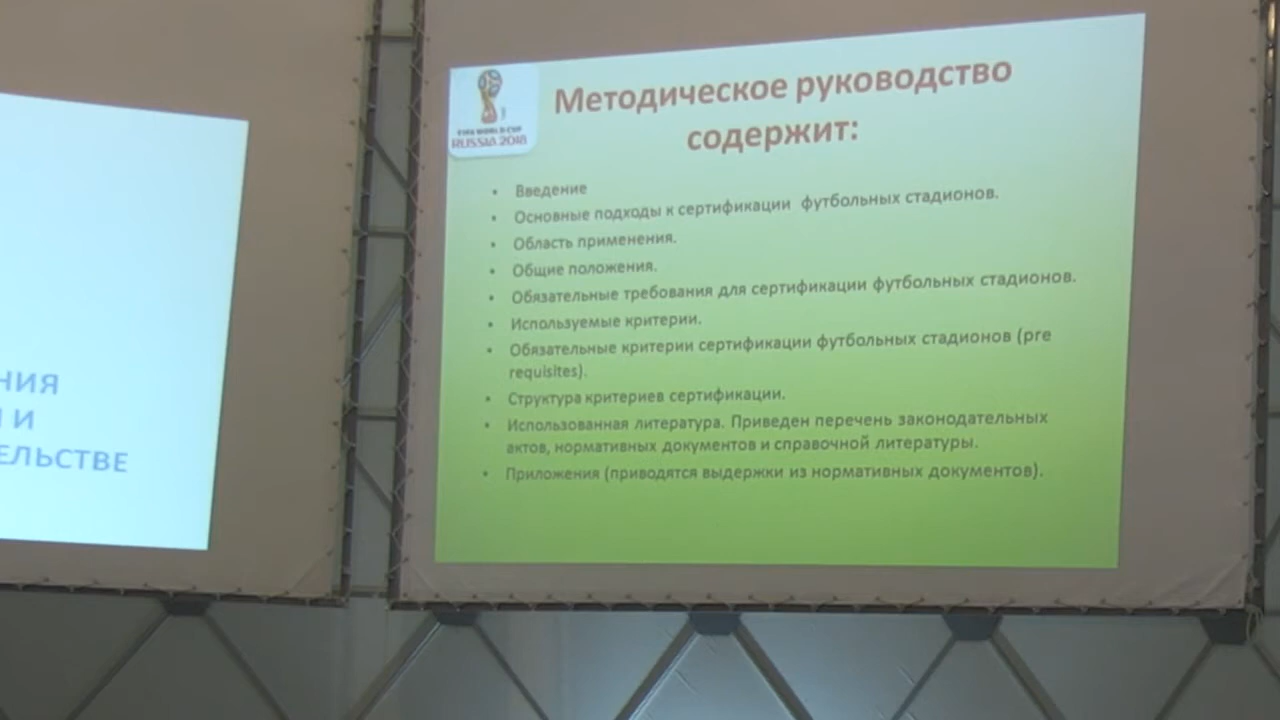 НИЯ
И И
ЕЛЬСТВЕ
FIFA WORLD CUP
RUSSIA 2018
Методическое руководство
содержит:
• Введение
• Основные подходы к сертификации футбольных стадионов.
• Область применения.
• Общие положения.
• Обязательные требования для сертификации футбольных стадионов.
• Используемые критерии.
• Обязательные критерии сертификации футбольных стадионов (pre
requisites).
• Структура критериев сертификации.
• Использованная литература. Приведен перечень законодательных
актов, нормативных документов и справочной литературы.
• Приложения (приводятся выдержки из нормативных документов).